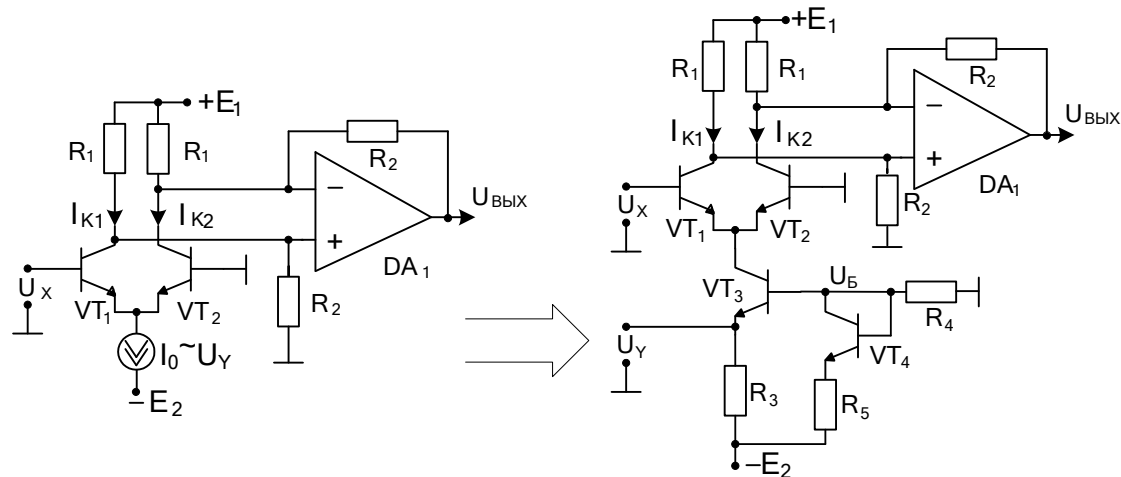 +E1
R1 R1
IK1 IK2
R2
−
+
DA1
UВЫХ
UX
VT1 VT2
R2
I0~UY
−E2
+E1
R1 R1
R2
IK1 IK2
−
+
DA1
UВЫХ
UX
VT1 VT2
R2
VT3
UБ
R4
VT4
UY
R3
R5
−E2